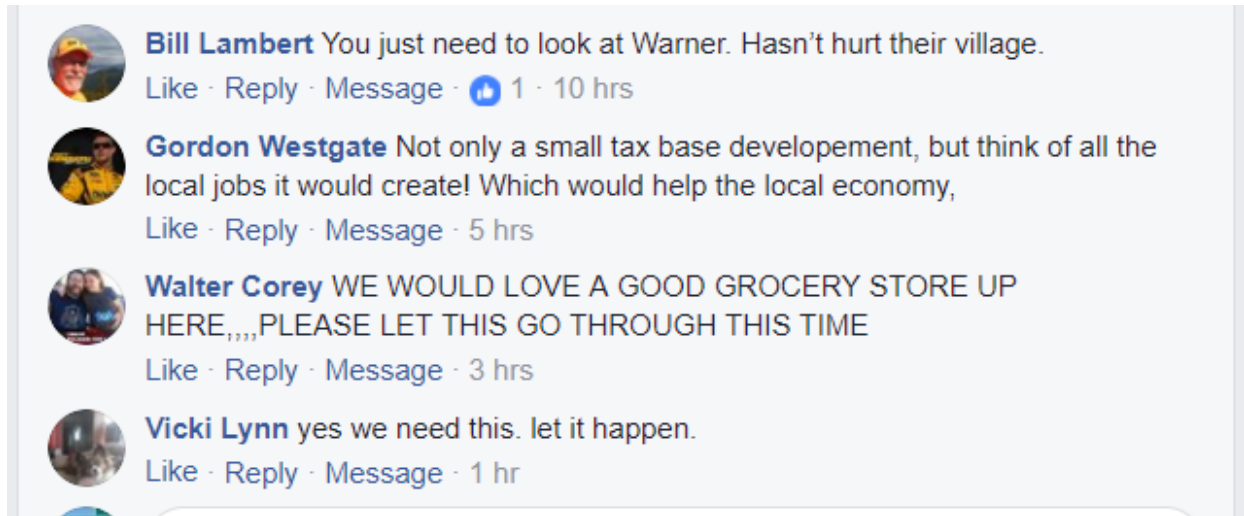 Bill Lambert You just need to look at Warner. Hasn't hurt their village.
Like · Reply · Message · 1 · 10 hrs
Gordon Westgate Not only a small tax base developement, but think of all the
local jobs it would create! Which would help the local economy,
Like · Reply · Message · 5 hrs
Walter Corey WE WOULD LOVE A GOOD GROCERY STORE UP
HERE,,,,PLEASE LET THIS GO THROUGH THIS TIME
Like · Reply · Message · 3 hrs
Vicki Lynn yes we need this. let it happen.
Like · Reply · Message · 1 hr